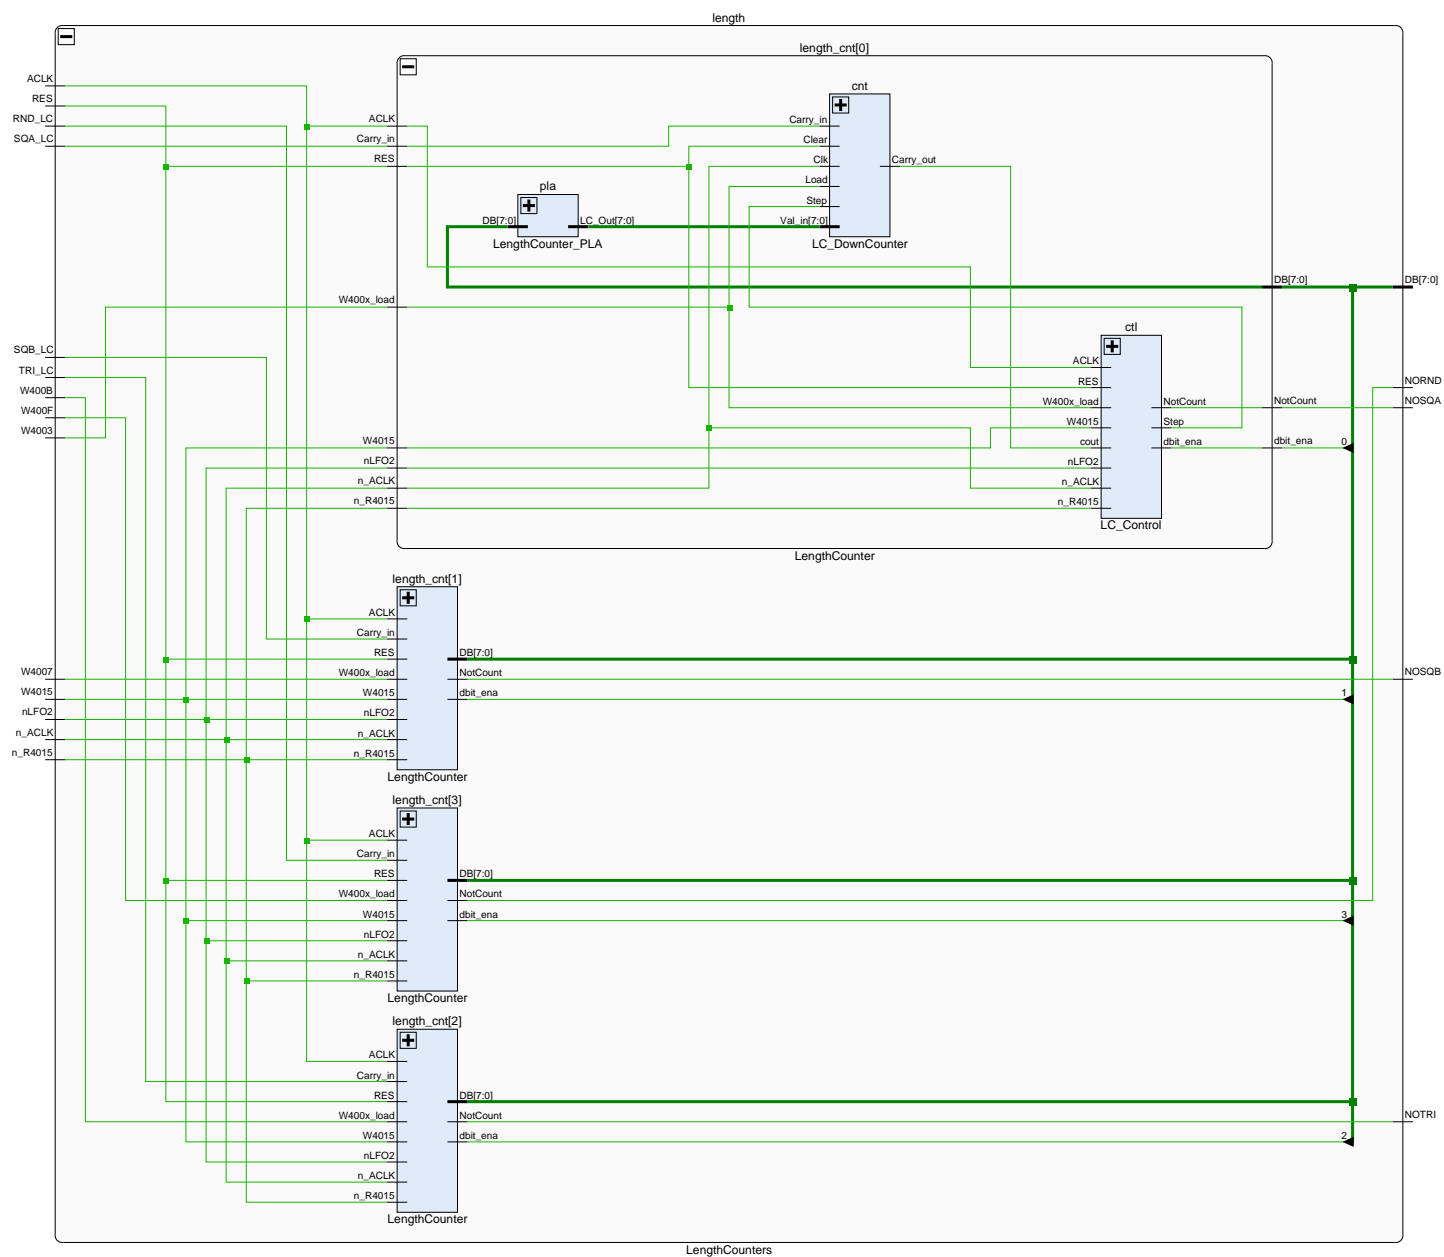 length
length_cnt[0]
ACLK
RES
RND_LC
SQA_LC
ACLK
Carry_in
RES
cnt
Carry_in
Clear
Clk
Load
Step
Val_in[7:0]
Carry_out
LC_DownCounter
pla
DB[7:0]
LC_Out[7:0]
LengthCounter_PLA
DB[7:0]
DB[7:0]
W400x_load
SQB_LC
TRI_LC
W400B
W400F
W4003
ctl
ACLK
RES
W400x_load
W4015
cout
nLFO2
n_ACLK
n_R4015
NotCount
Step
dbit_ena
LC_Control
NotCount
dbit_ena
0
NORND
NOSQA
W4015
nLFO2
n_ACLK
n_R4015
LengthCounter
length_cnt[1]
ACLK
Carry_in
RES
W400x_load
W4015
nLFO2
n_ACLK
n_R4015
DB[7:0]
NotCount
dbit_ena
1
LengthCounter
W4007
W4015
nLFO2
n_ACLK
n_R4015
NOSQB
length_cnt[3]
ACLK
Carry_in
RES
W400x_load
W4015
nLFO2
n_ACLK
n_R4015
DB[7:0]
NotCount
dbit_ena
3
LengthCounter
length_cnt[2]
ACLK
Carry_in
RES
W400x_load
W4015
nLFO2
n_ACLK
n_R4015
DB[7:0]
NotCount
dbit_ena
2
NOTRI
LengthCounter
LengthCounters